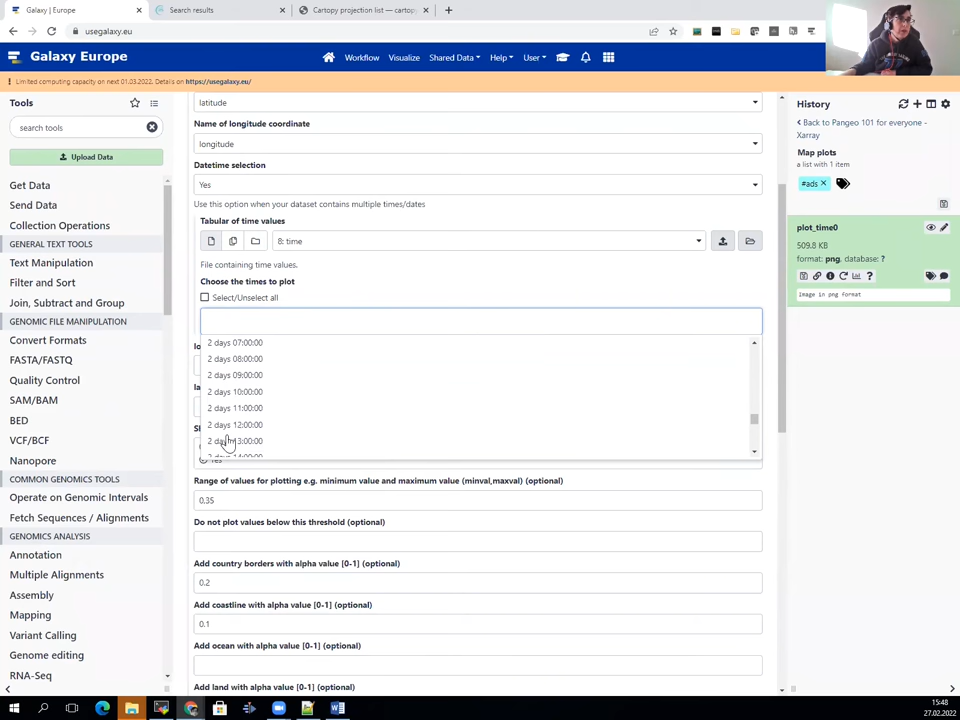 Galaxy | Europe
Search results
Cartopy projection list — cartop
usegalaxy.eu
Galaxy Europe
Workflow
Visualize
Shared Data
Help
User
Limited computing capacity on next 01.03.2022. Details on https://usegalaxy.eu/
Tools
search tools
Upload Data
Get Data
Send Data
Collection Operations
GENERAL TEXT TOOLS
Text Manipulation
Filter and Sort
Join, Subtract and Group
GENOMIC FILE MANIPULATION
Convert Formats
FASTA/FASTQ
Quality Control
SAM/BAM
BED
VCF/BCF
Nanopore
COMMON GENOMICS TOOLS
Operate on Genomic Intervals
Fetch Sequences / Alignments
GENOMICS ANALYSIS
Annotation
Multiple Alignments
Assembly
Mapping
Variant Calling
Genome editing
RNA-Seq
latitude
Name of longitude coordinate
longitude
Datetime selection
Yes
Use this option when your dataset contains multiple times/dates
Tabular of time values
8: time
File containing time values.
Choose the times to plot
Select/Unselect all
2 days 07:00:00
2 days 08:00:00
2 days 09:00:00
2 days 10:00:00
2 days 11:00:00
2 days 12:00:00
2 days 13:00:00
2 days 14:00:00
Yes
Range of values for plotting e.g. minimum value and maximum value (minval,maxval) (optional)
0.35
Do not plot values below this threshold (optional)
Add country borders with alpha value [0-1] (optional)
0.2
Add coastline with alpha value [0-1] (optional)
0.1
Add ocean with alpha value [0-1] (optional)
Add land with alpha value [0-1] (optional)
History
Back to Pangeo 101 for everyone -
Xarray
Map plots
a list with 1 item
#ads
plot_time0
509.8 KB
format: png, database: ?
Image in png format
15:48
27.02.2022